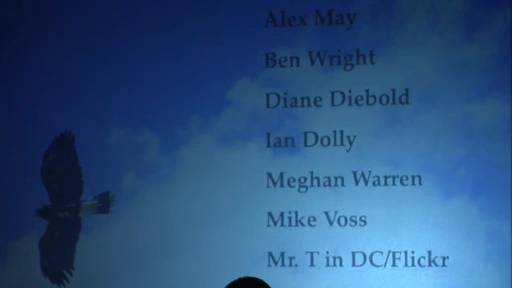 Alex May
Ben Wright
Diane Diebold
Ian Dolly
Meghan Warren
Mike Voss
Mr. T in DC/Flickr